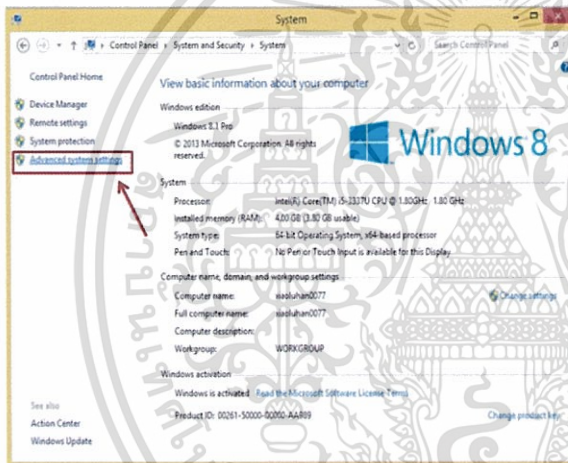 System
Control Panel ▸ System and Security ▸ System
Search Control Panel
Control Panel Home
Device Manager
Remote settings
System protection
Advanced system settings
View basic information about your computer
Windows edition
Windows 8.1 Pro
© 2013 Microsoft Corporation. All rights
reserved.
Windows 8
System
Processor: Intel(R) Core(TM) i5-3337U CPU @ 1.80GHz 1.80 GHz
Installed memory (RAM): 4.00 GB (3.80 GB usable)
System type: 64-bit Operating System, x64-based processor
Pen and Touch: No Pen or Touch Input is available for this Display
Computer name, domain, and workgroup settings
Computer name: xiaoluhan0077
Change settings
Full computer name: xiaoluhan0077
Computer description:
Workgroup: WORKGROUP
Windows activation
Windows is activated Read the Microsoft Software License Terms
Product ID: 00261-50000-00000-AA989
Change product key
See also
Action Center
Windows Update